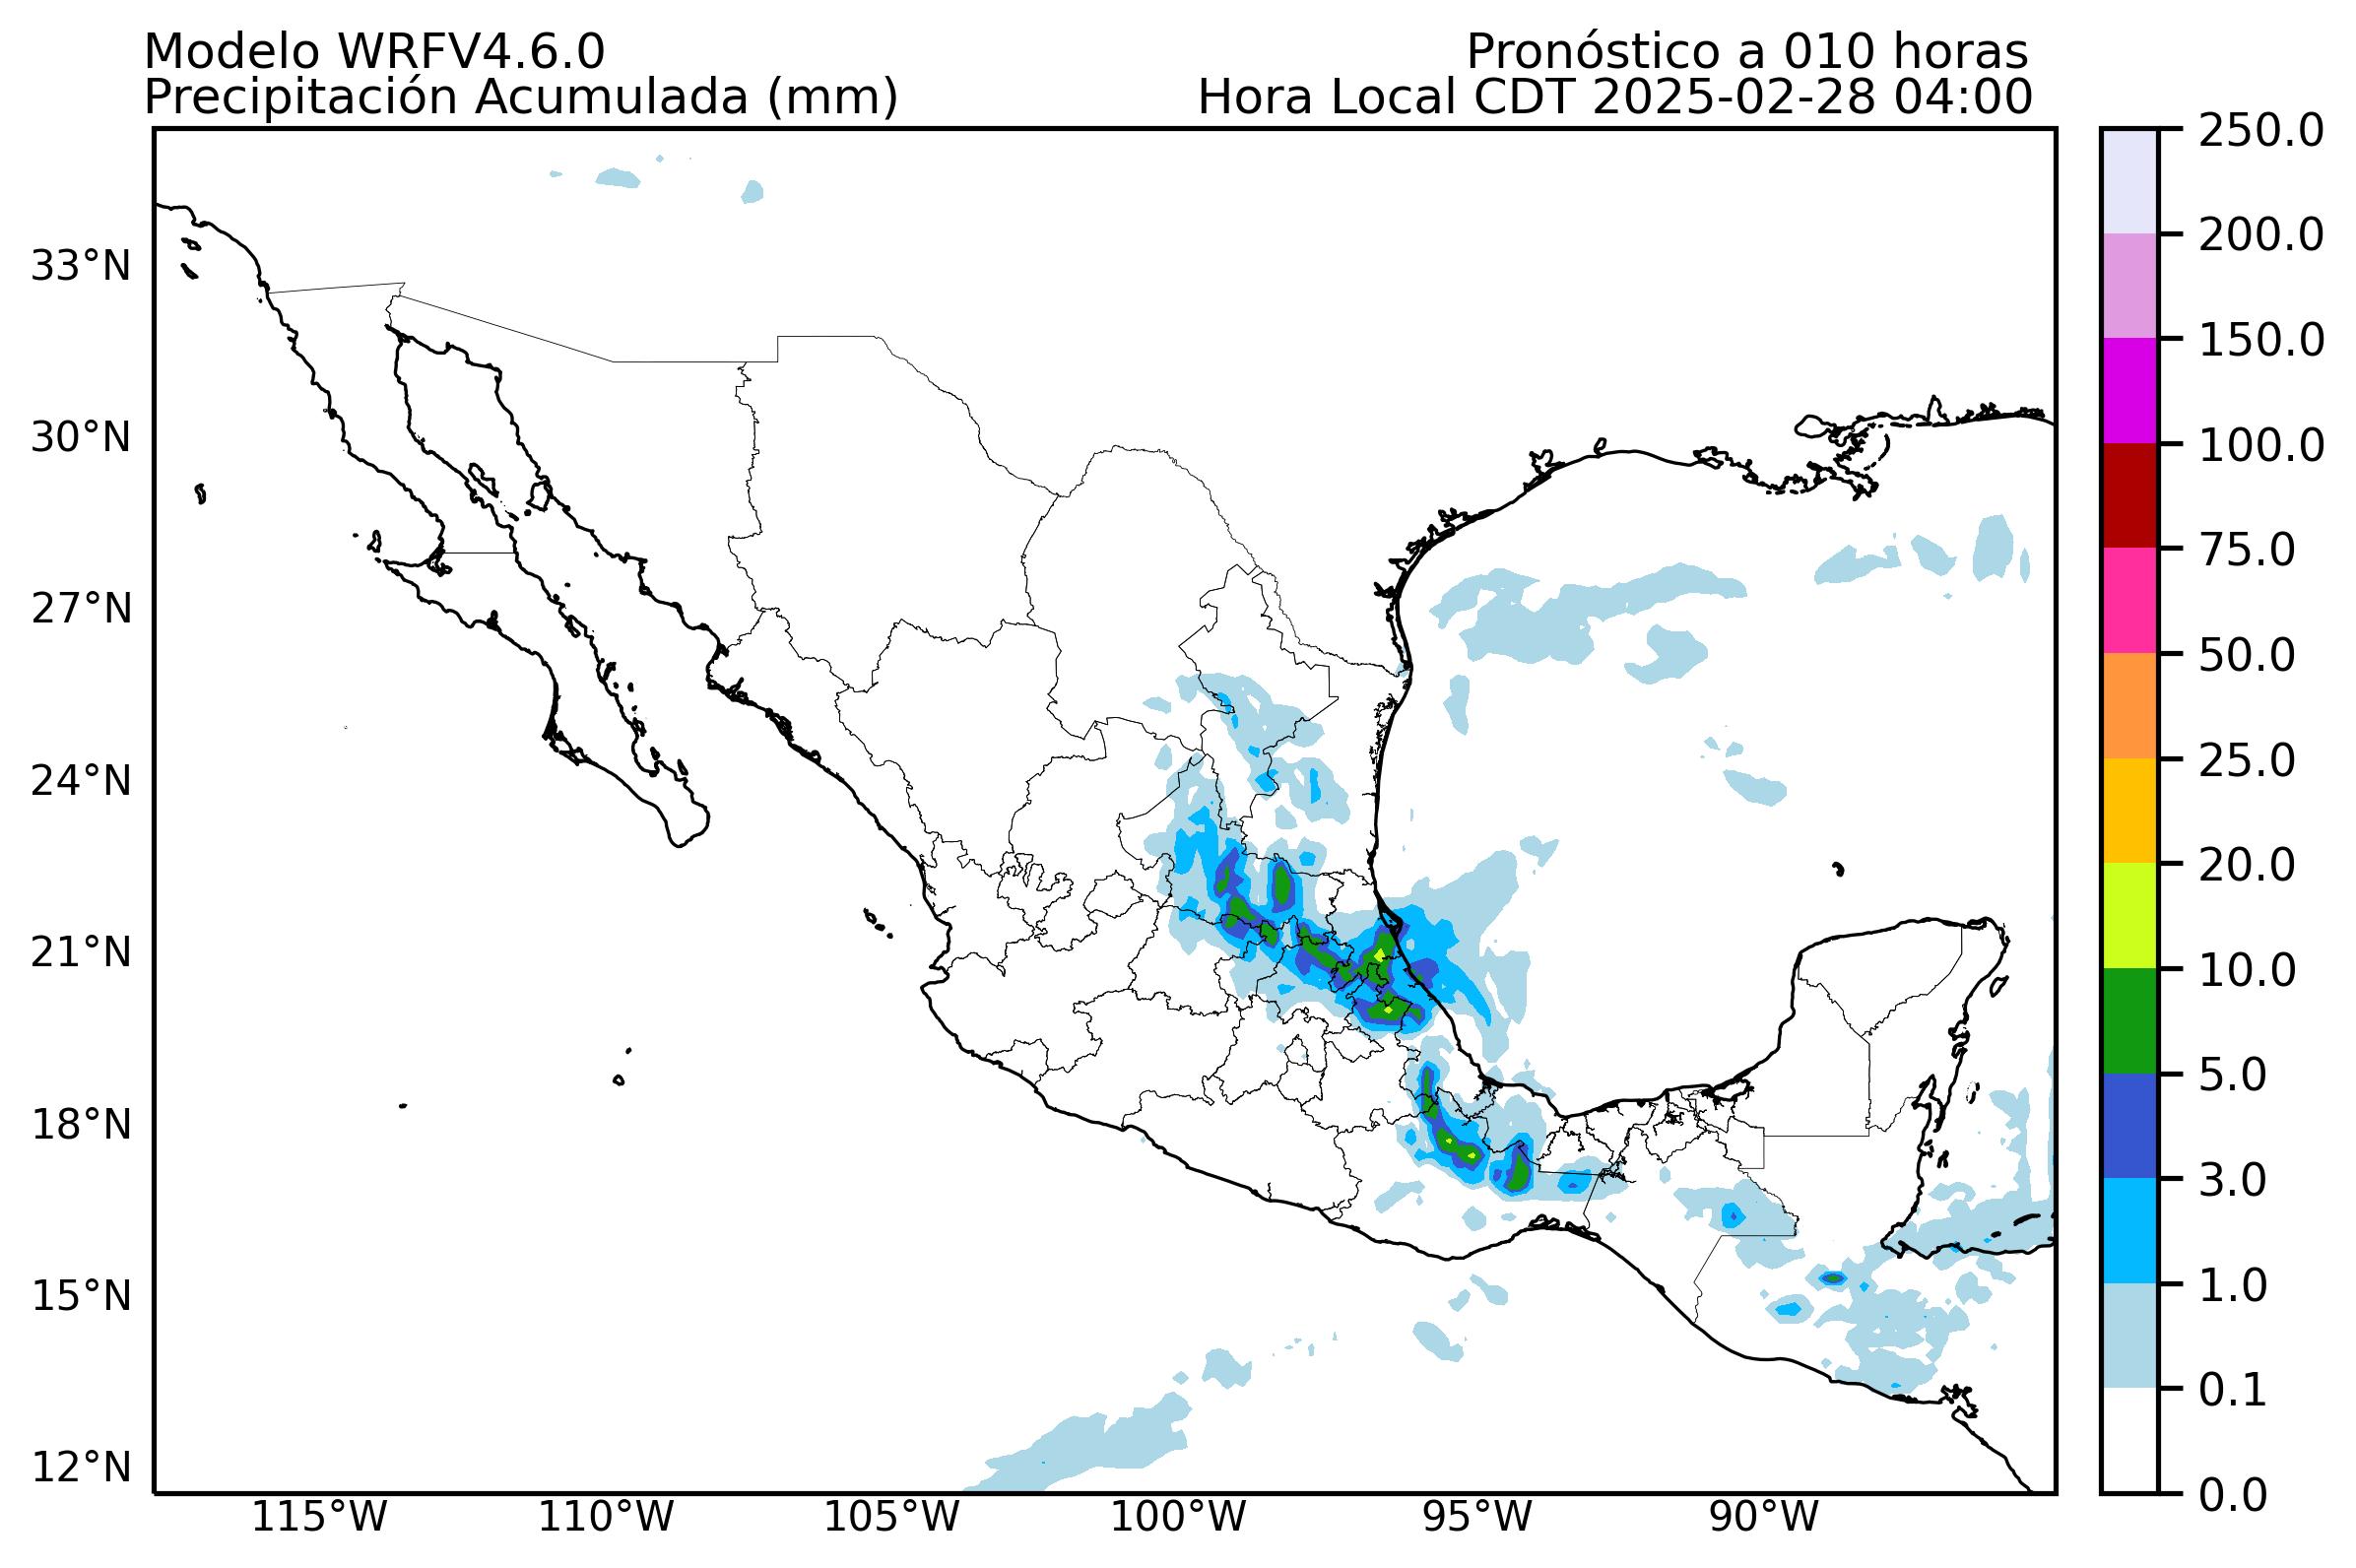 Modelo WRFV4.6.0
Pronóstico a 010 horas
Precipitación Acumulada (mm)
Hora Local CDT 2025-02-28 04:00
33°N
30°N
27°N
24°N
21°N
18°N
15°N
12°N
115°W
110°W
105°W
100°W
95°W
90°W
250.0
200.0
150.0
100.0
75.0
50.0
25.0
20.0
10.0
5.0
3.0
1.0
0.1
0.0